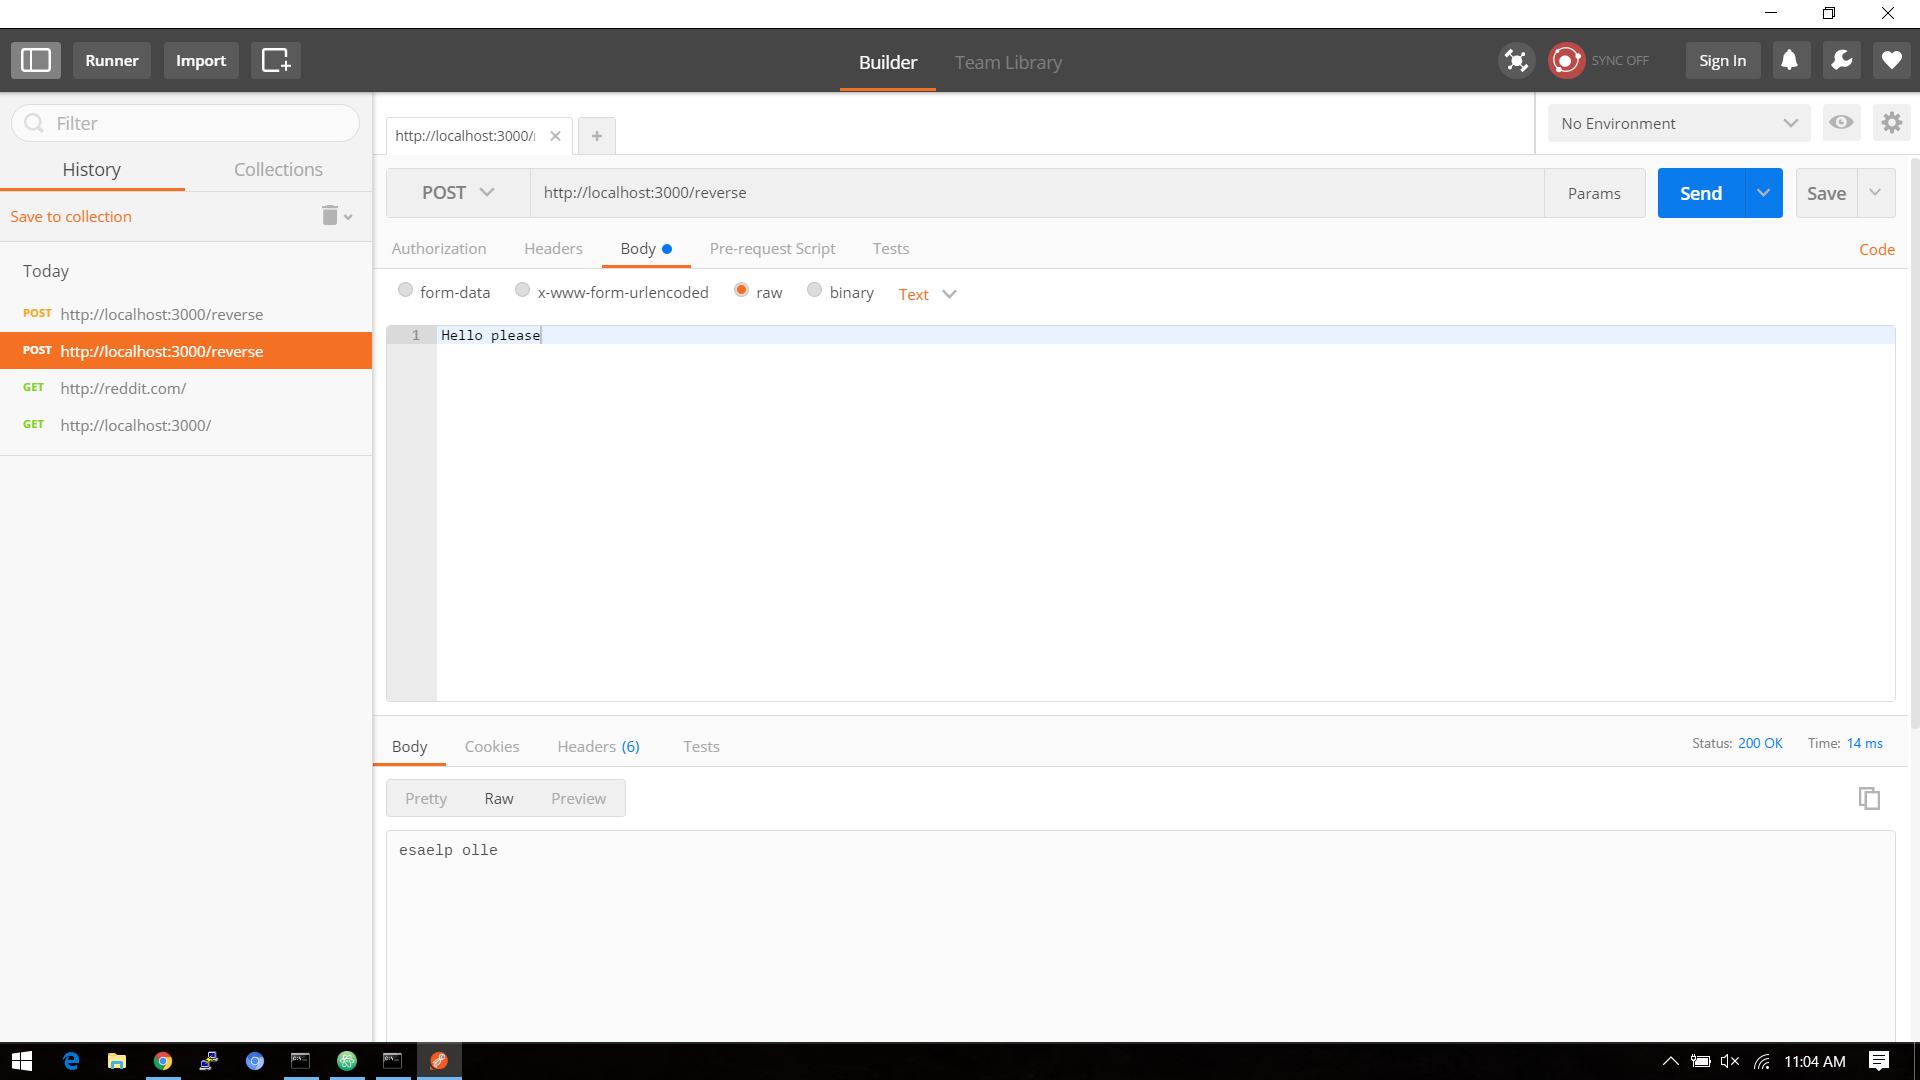 Runner Import Builder Team Library SYNC OFF Sign In
Filter
History Collections
Save to collection
Today
POST http://localhost:3000/reverse
POST http://localhost:3000/reverse
GET http://reddit.com/
GET http://localhost:3000/
http://localhost:3000/
No Environment
POST http://localhost:3000/reverse Params Send Save
Authorization Headers Body Pre-request Script Tests Code
form-data x-www-form-urlencoded raw binary Text
1 Hello please
Body Cookies Headers (6) Tests Status: 200 OK Time: 14 ms
Pretty Raw Preview
esaelp olle
11:04 AM